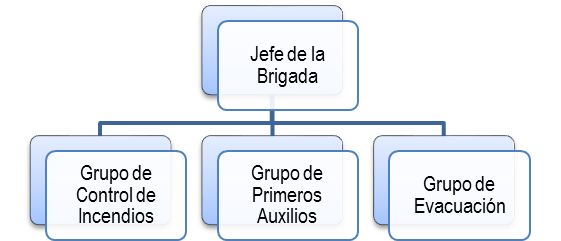 Jefe de la
Brigada
Grupo de
Control de
Incendios
Grupo de
Primeros
Auxilios
Grupo de
Evacuación